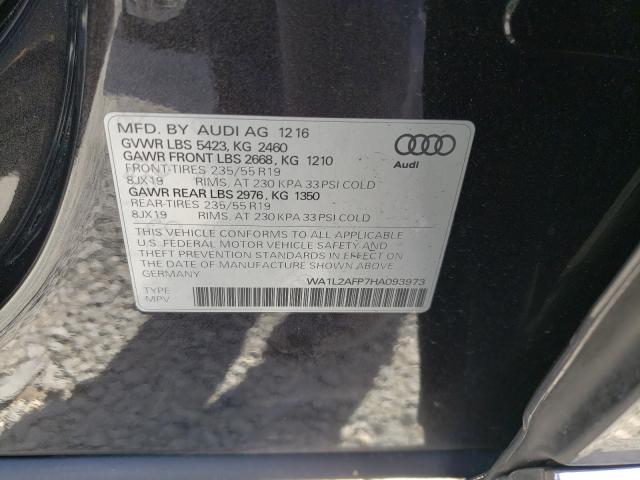 MFD. BY AUDI AG 12 16
GVWR LBS 5423, KG 2460
GAWR FRONT LBS 2668, KG 1210
FRONT-TIRES 235/55 R19
8JX19 RIMS, AT 230 KPA 33 PSI COLD
GAWR REAR LBS 2976, KG 1350
REAR-TIRES 235/55 R19
8JX19 RIMS, AT 230 KPA 33 PSI COLD
Audi
THIS VEHICLE CONFORMS TO ALL APPLICABLE
U.S. FEDERAL MOTOR VEHICLE SAFETY AND
THEFT PREVENTION STANDARDS IN EFFECT ON
THE DATE OF MANUFACTURE SHOWN ABOVE.
GERMANY
WA1L2AFP7HA093973
TYPE
MPV